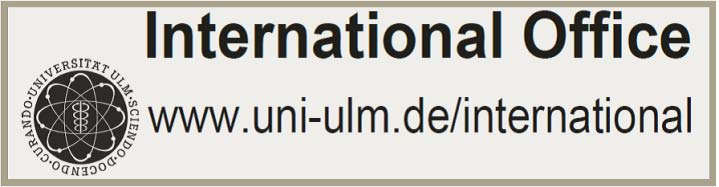 International Office
www.uni-ulm.de/international
·UNIVERSITÄT ULM·SCIENDO·DOCENDO·CURANDO